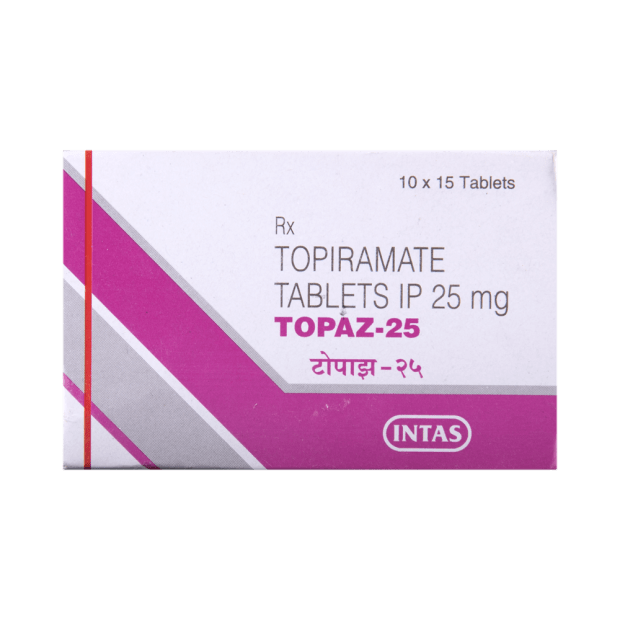 10 x 15 Tablets
Rx
TOPIRAMATE
TABLETS IP 25 mg
TOPAZ-25
टोपाझ-२५
INTAS